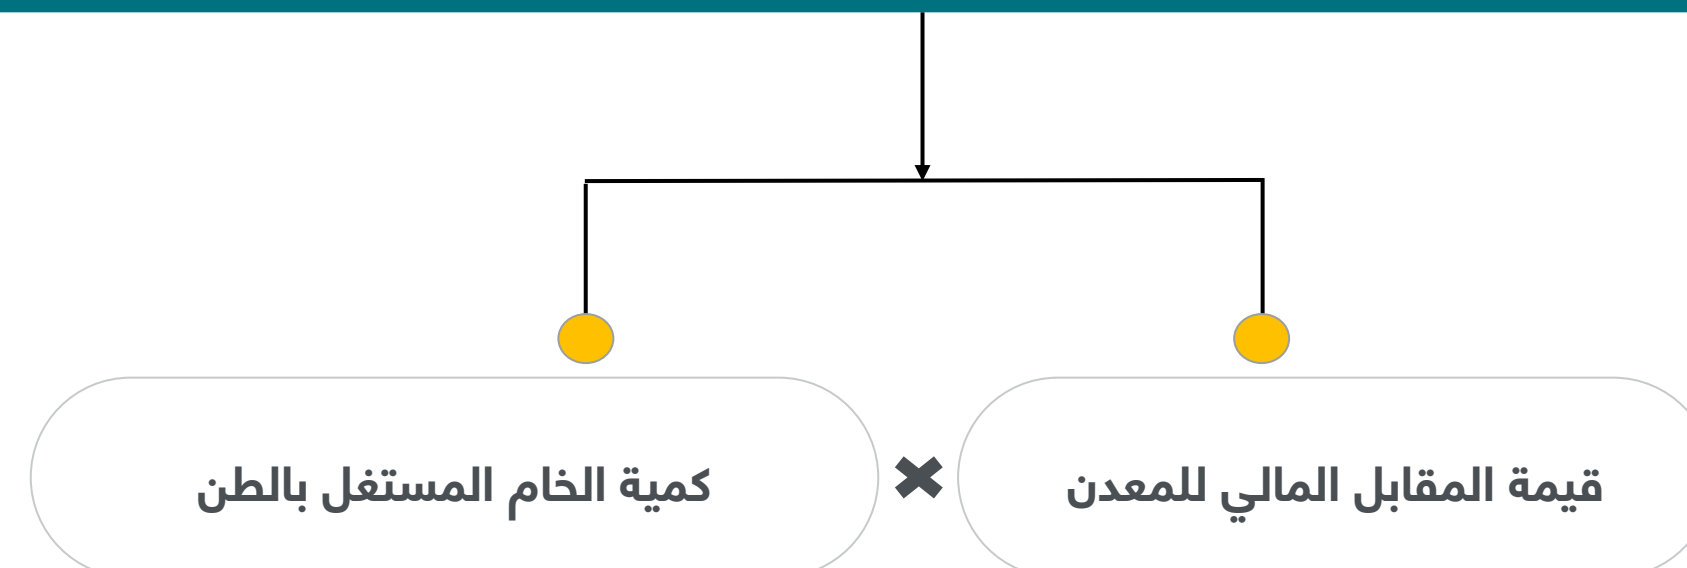 قيمة المقابل المالي للمعدن ✖ كمية الخام المستغل بالطن